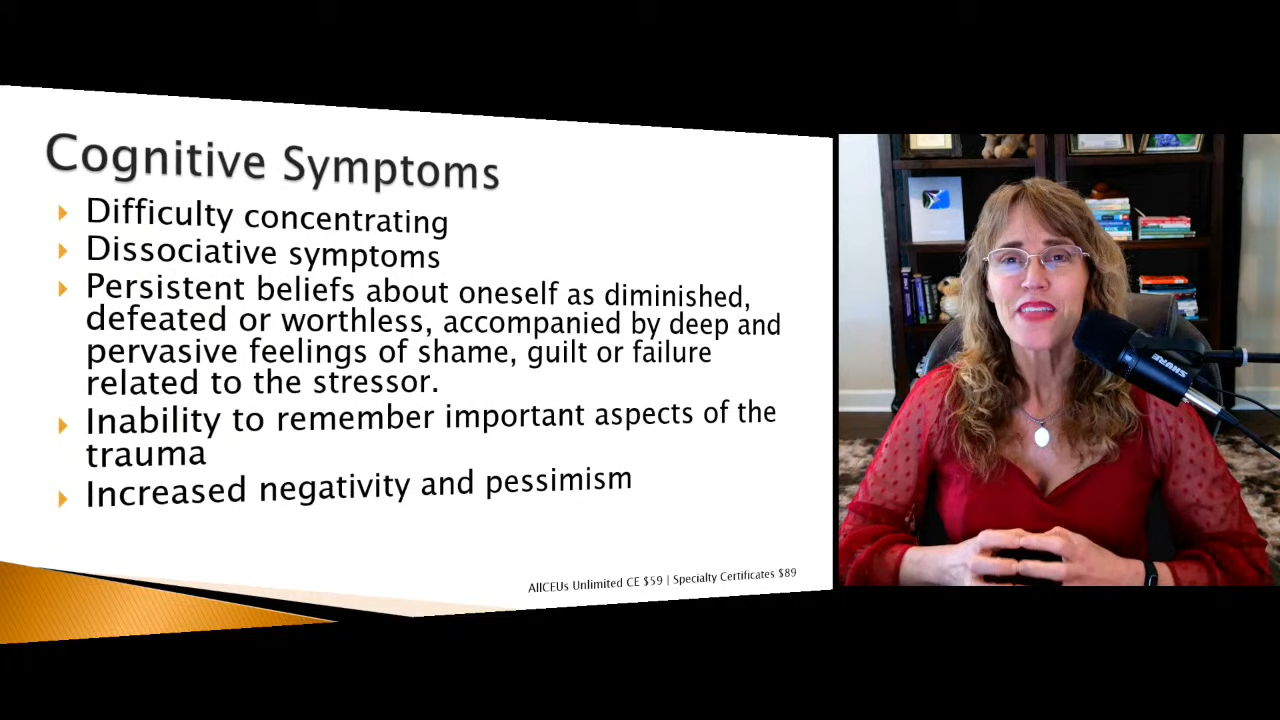 Cognitive Symptoms
Difficulty concentrating
Dissociative symptoms
Persistent beliefs about oneself as diminished,
defeated or worthless, accompanied by deep and
pervasive feelings of shame, guilt or failure
related to the stressor.
Inability to remember important aspects of the
trauma
Increased negativity and pessimism
AllCEUs Unlimited CE $59 | Specialty Certificates $89
SHURE